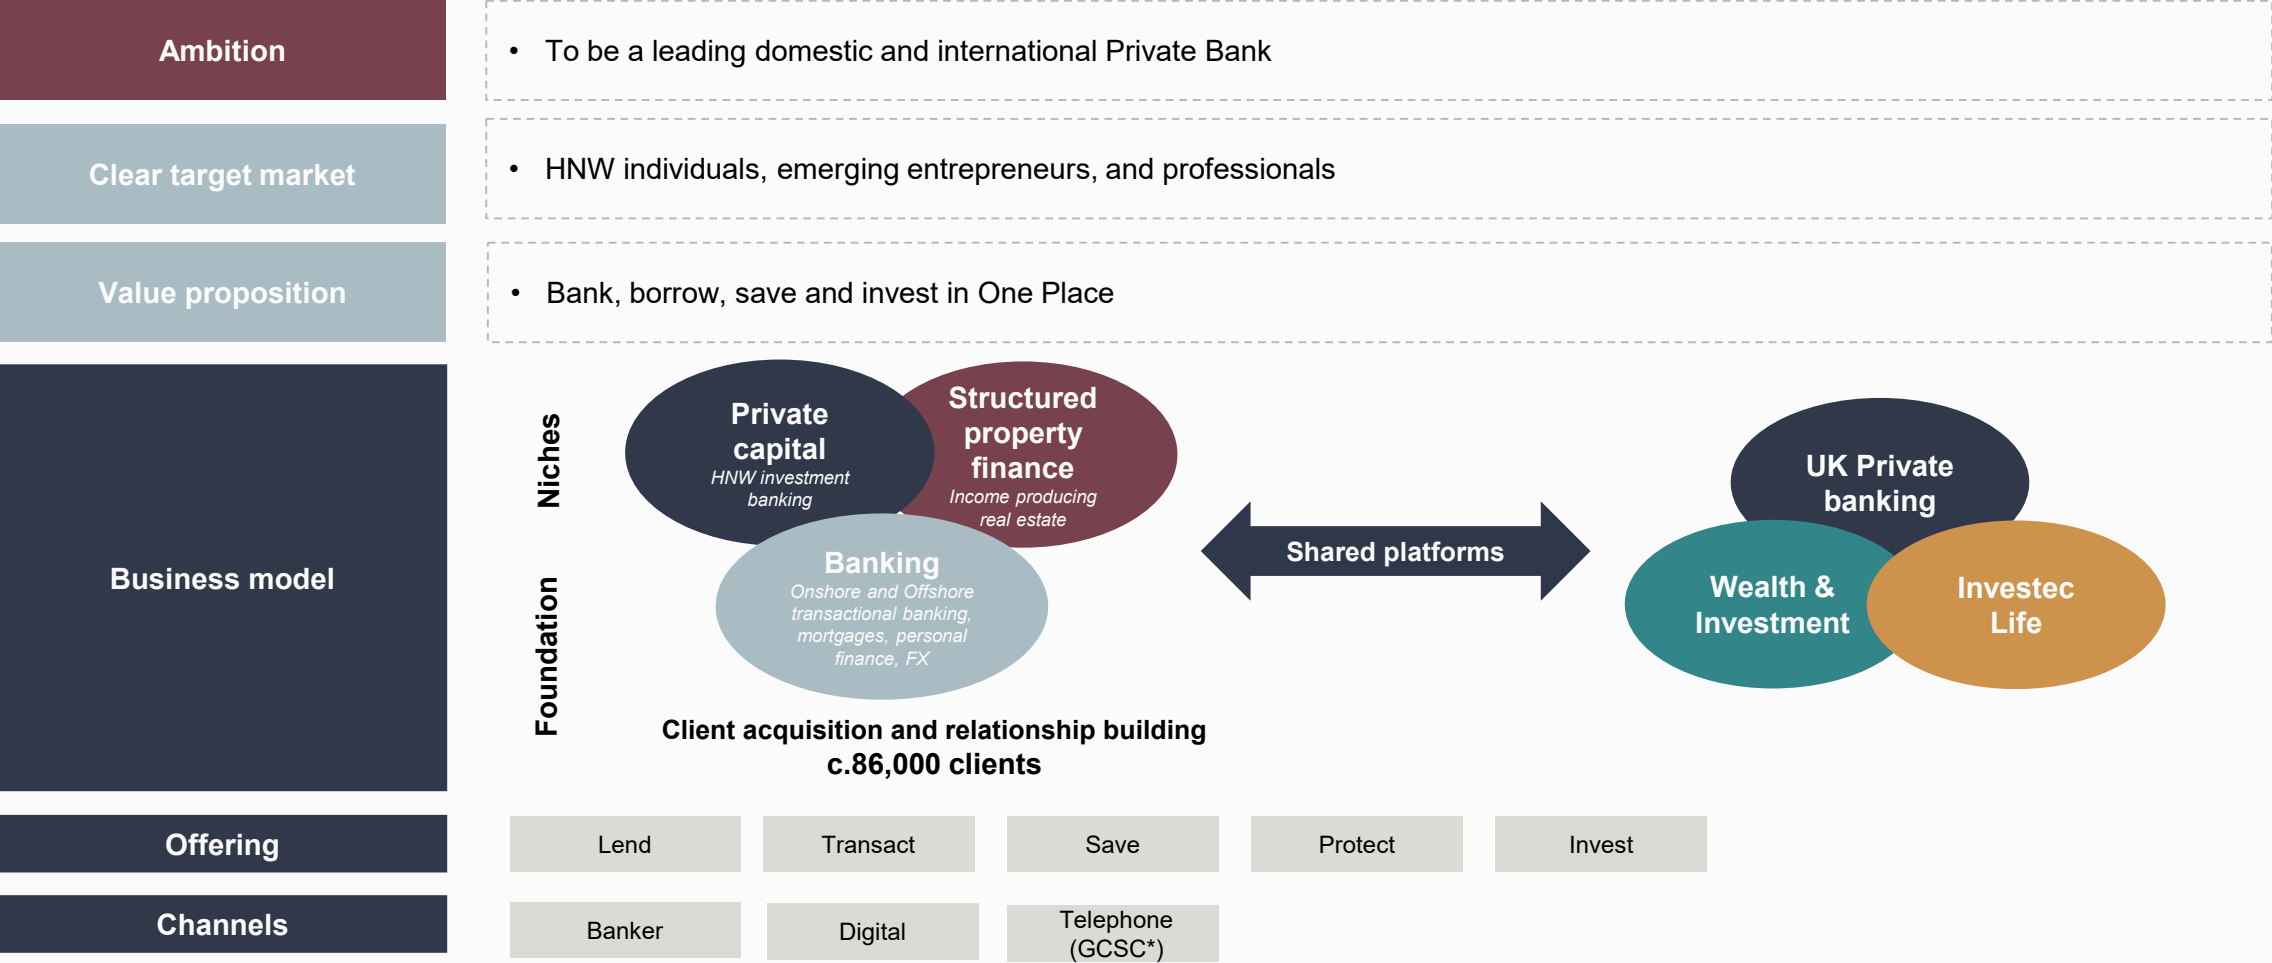 Ambition
• To be a leading domestic and international Private Bank
Clear target market
• HNW individuals, emerging entrepreneurs, and professionals
Value proposition
• Bank, borrow, save and invest in One Place
Business model
Niches
Private
capital
HNW investment
banking
Structured
property
finance
Income producing
real estate
Foundation
Banking
Onshore and Offshore
transactional banking,
mortgages, personal
finance, FX
Client acquisition and relationship building
c.86,000 clients
Shared platforms
UK Private
banking
Wealth &
Investment
Investec
Life
Offering
Lend
Transact
Save
Protect
Invest
Channels
Banker
Digital
Telephone
(GCSC*)